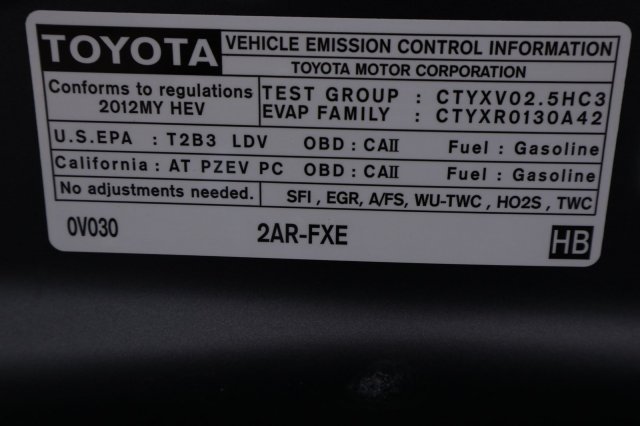 TOYOTA VEHICLE EMISSION CONTROL INFORMATION
TOYOTA MOTOR CORPORATION
Conforms to regulations
2012MY HEV
TEST GROUP : CTYXV02.5HC3
EVAP FAMILY : CTYXR0130A42
U.S.EPA : T2B3 LDV OBD : CAII Fuel : Gasoline
California : AT PZEV PC OBD : CAII Fuel : Gasoline
No adjustments needed. SFI , EGR, A/FS, WU-TWC , HO2S , TWC
0V030 2AR-FXE HB